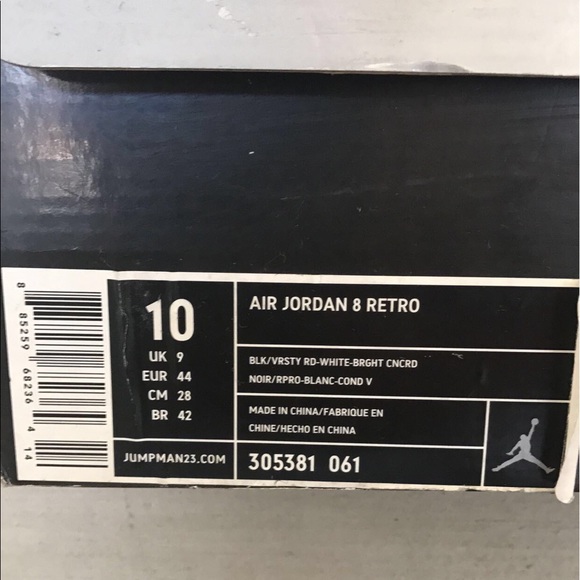 8 85259 68236 4 14
10
UK 9
EUR 44
CM 28
BR 42
JUMPMAN23.COM
AIR JORDAN 8 RETRO
BLK/VRSTY RD-WHITE-BRGHT CNCRD
NOIR/RPRO-BLANC-COND V
MADE IN CHINA/FABRIQUE EN
CHINE/HECHO EN CHINA
305381 061